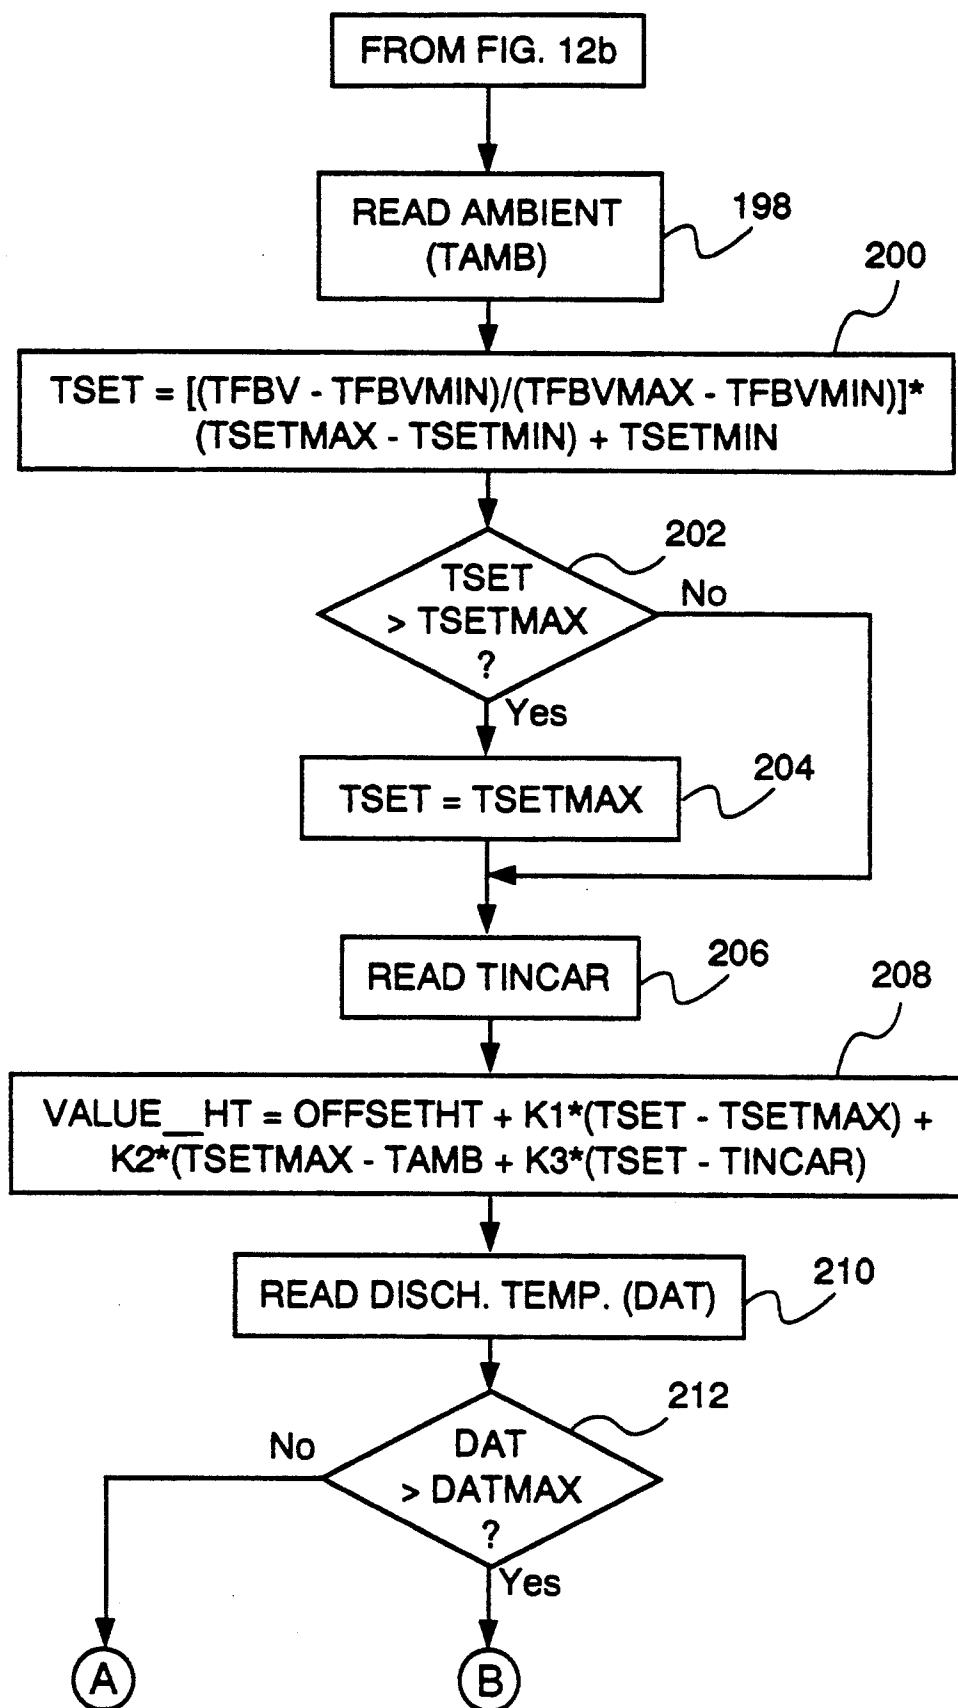 FROM FIG. 12b
READ AMBIENT
(TAMB)
198
200
TSET = [(TFBV - TFBVMIN)/(TFBVMAX - TFBVMIN)]*
(TSETMAX - TSETMIN) + TSETMIN
202
TSET
> TSETMAX
?
No
Yes
TSET = TSETMAX
204
READ TINCAR
206
208
VALUE__HT = OFFSETHT + K1*(TSET - TSETMAX) +
K2*(TSETMAX - TAMB + K3*(TSET - TINCAR)
READ DISCH. TEMP. (DAT)
210
212
No
DAT
> DATMAX
?
Yes
A
B